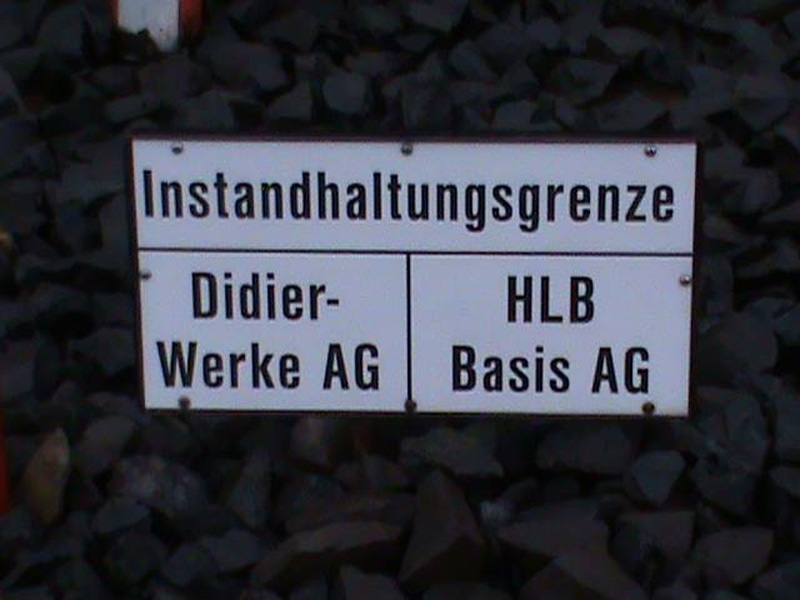 Instandhaltungsgrenze
Didier-
Werke AG
HLB
Basis AG